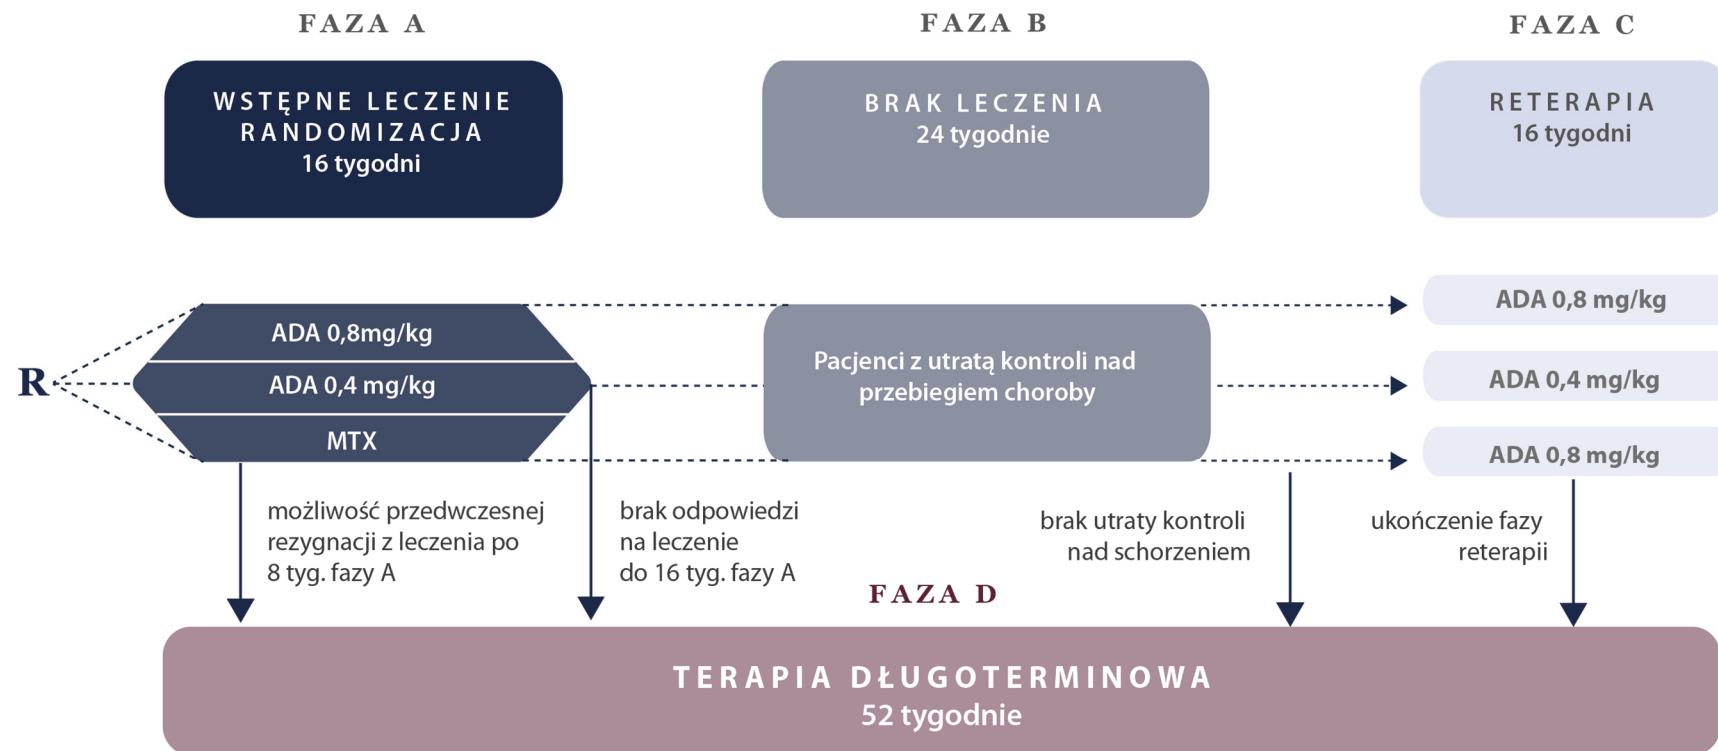 FAZA A
FAZA B
FAZA C
WSTĘPNE LECZENIE
RANDOMIZACJA
16 tygodni
BRAK LECZENIA
24 tygodnie
RETERAPIA
16 tygodni
R
ADA 0,8mg/kg
ADA 0,4 mg/kg
MTX
Pacjenci z utratą kontroli nad
przebiegiem choroby
ADA 0,8 mg/kg
ADA 0,4 mg/kg
ADA 0,8 mg/kg
możliwość przedwczesnej
rezygnacji z leczenia po
8 tyg. fazy A
brak odpowiedzi
na leczenie
do 16 tyg. fazy A
brak utraty kontroli
nad schorzeniem
ukończenie fazy
reterapii
FAZA D
TERAPIA DŁUGOTERMINOWA
52 tygodnie